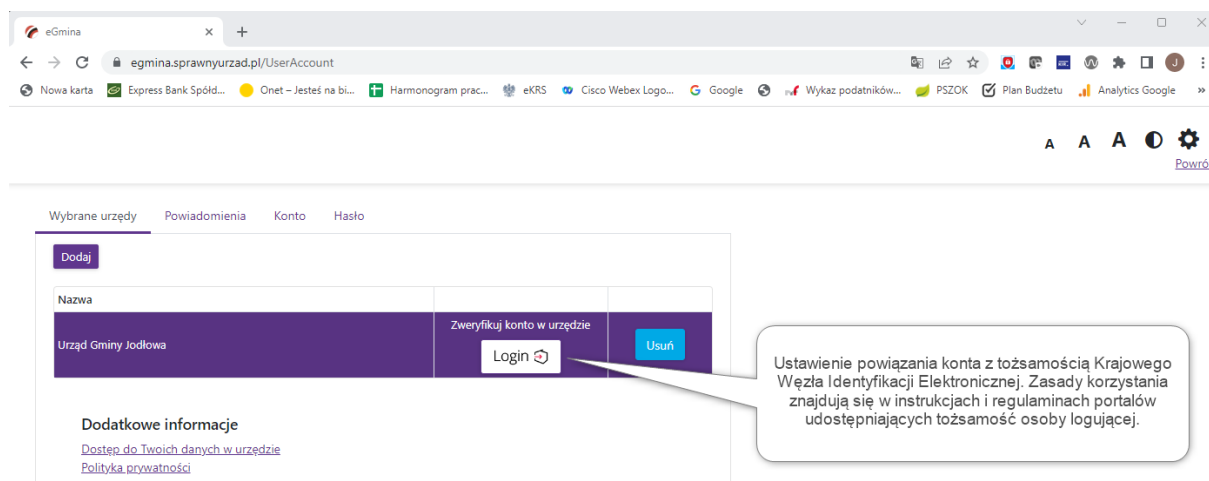 eGmina
egmina.sprawnyurzad.pl/UserAccount
Nowa karta Express Bank Spółd... Onet – Jesteś na bi... Harmonogram prac... eKRS Cisco Webex Logo... Google Wykaz podatników... PSZOK Plan Budżetu Analytics Google »
A A A
Powró
Wybrane urzędy Powiadomienia Konto Hasło
Dodaj
Nazwa
Zweryfikuj konto w urzędzie
Urząd Gminy Jodłowa Login Usuń
Ustawienie powiązania konta z tożsamością Krajowego
Węzła Identyfikacji Elektronicznej. Zasady korzystania
znajdują się w instrukcjach i regulaminach portalów
udostępniających tożsamość osoby logującej.
Dodatkowe informacje
Dostęp do Twoich danych w urzędzie
Polityka prywatności